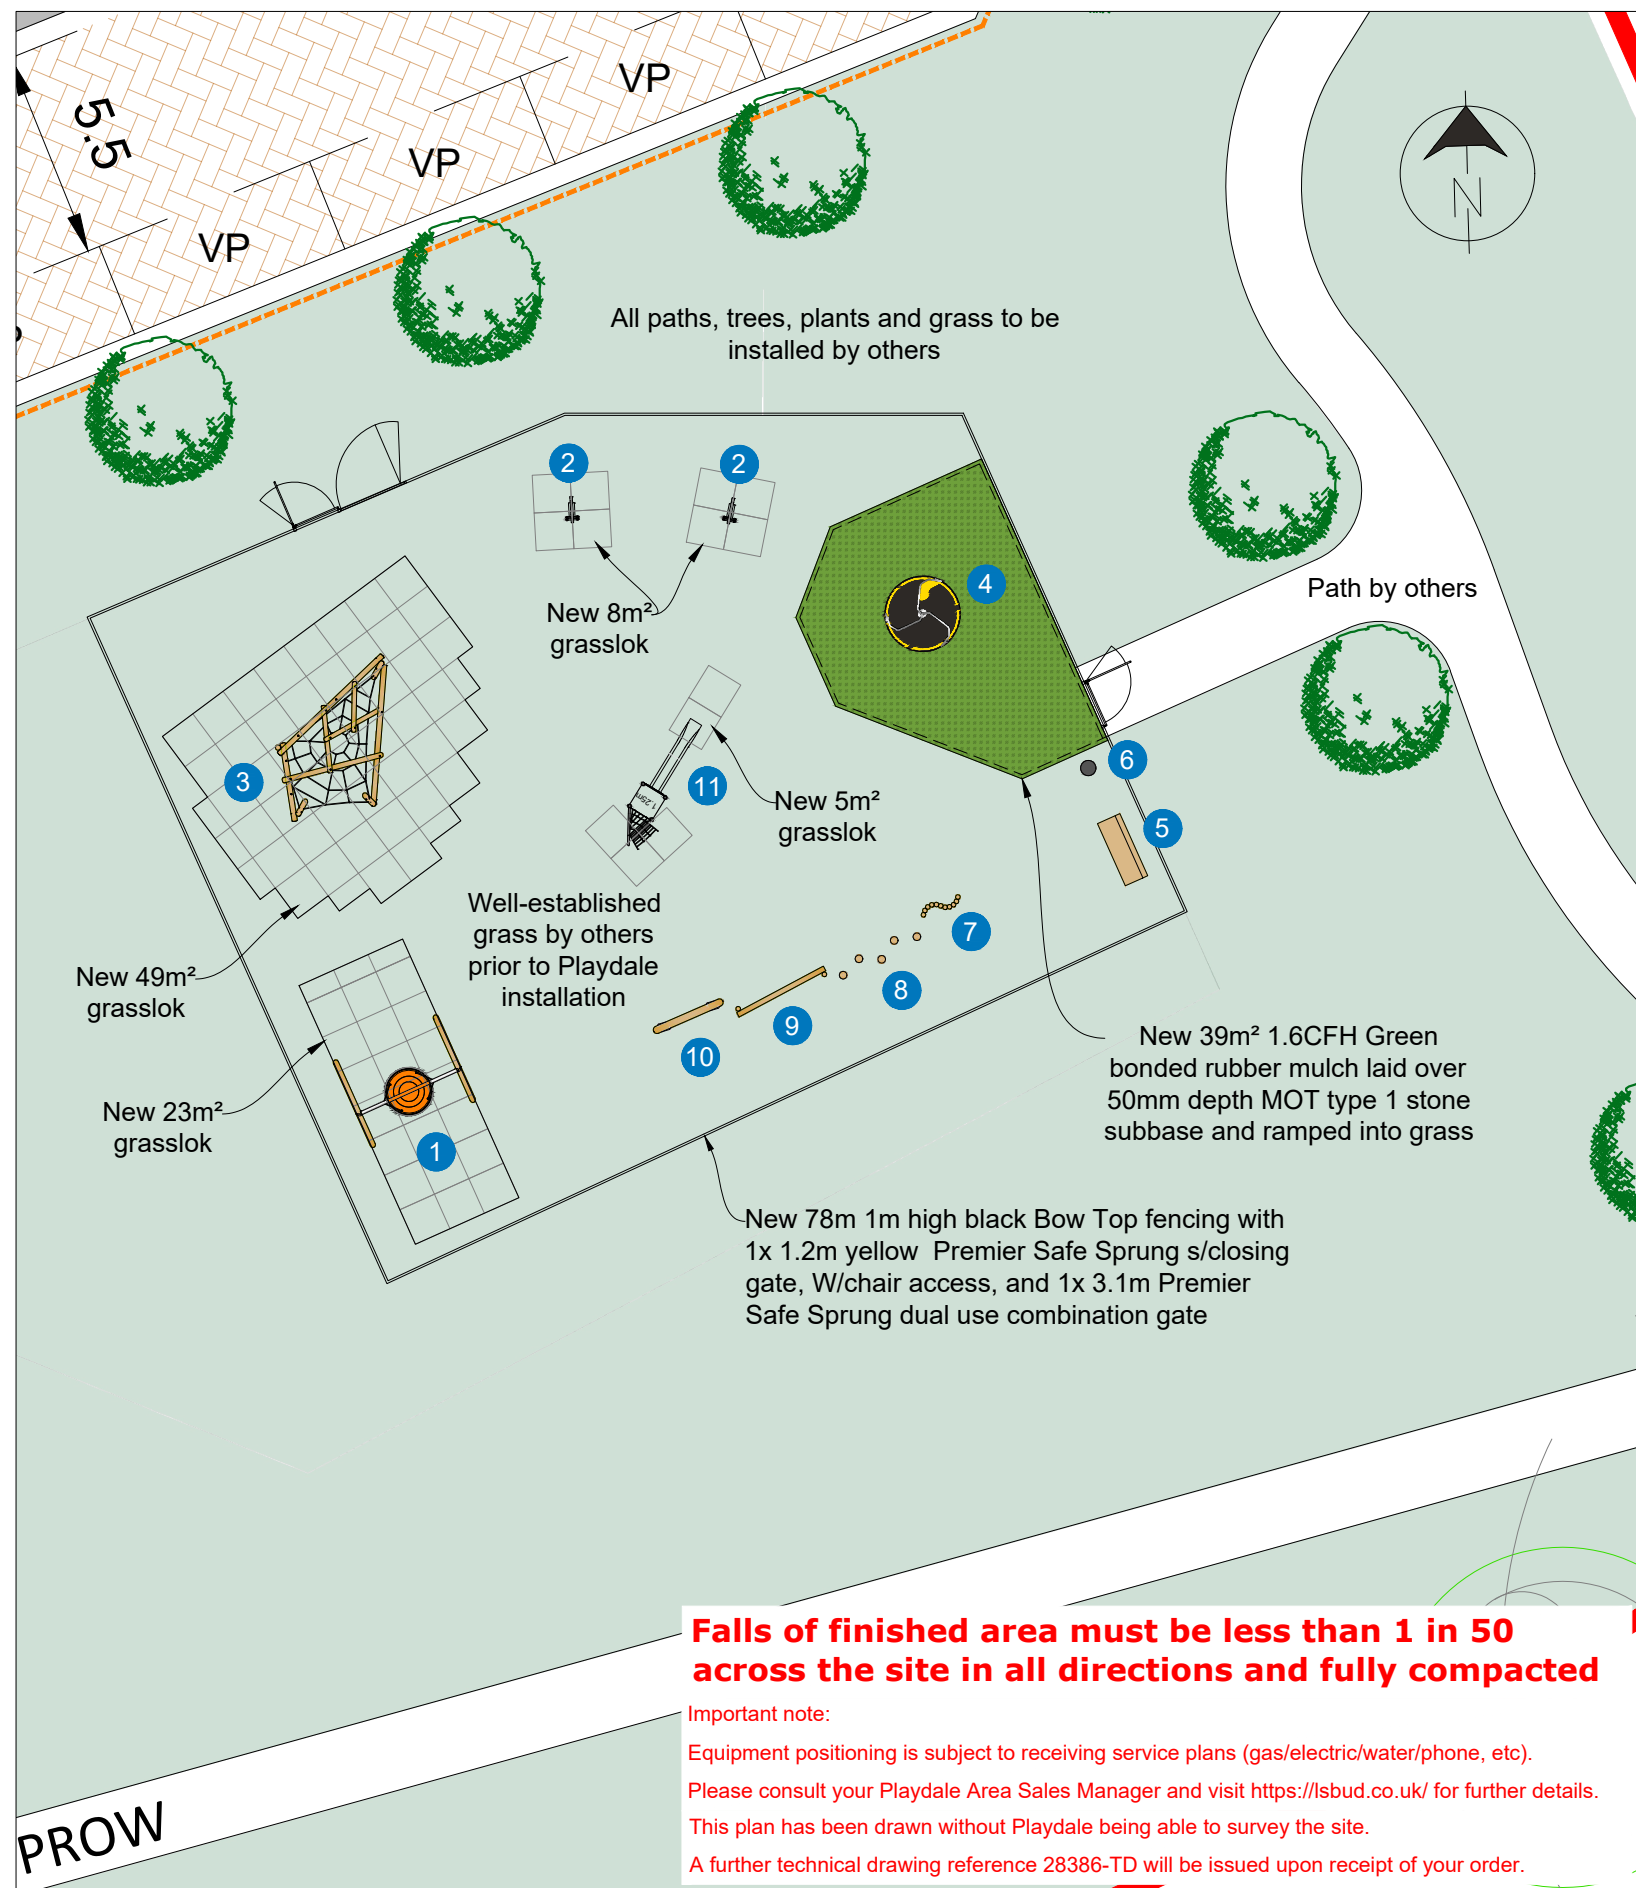 5.5
VP
VP
VP
N
All paths, trees, plants and grass to be
installed by others
2
2
4
New 8m²
grasslok
Path by others
3
11
6
New 5m²
grasslok
5
1.25m
Well-established
grass by others
prior to Playdale
installation
7
8
9
10
New 49m²
grasslok
New 23m²
grasslok
1
New 39m² 1.6CFH Green
bonded rubber mulch laid over
50mm depth MOT type 1 stone
subbase and ramped into grass
New 78m 1m high black Bow Top fencing with
1x 1.2m yellow Premier Safe Sprung s/closing
gate, W/chair access, and 1x 3.1m Premier
Safe Sprung dual use combination gate
Falls of finished area must be less than 1 in 50
across the site in all directions and fully compacted
Important note:
Equipment positioning is subject to receiving service plans (gas/electric/water/phone, etc).
Please consult your Playdale Area Sales Manager and visit https://lsbud.co.uk/ for further details.
This plan has been drawn without Playdale being able to survey the site.
A further technical drawing reference 28386-TD will be issued upon receipt of your order.
PROW